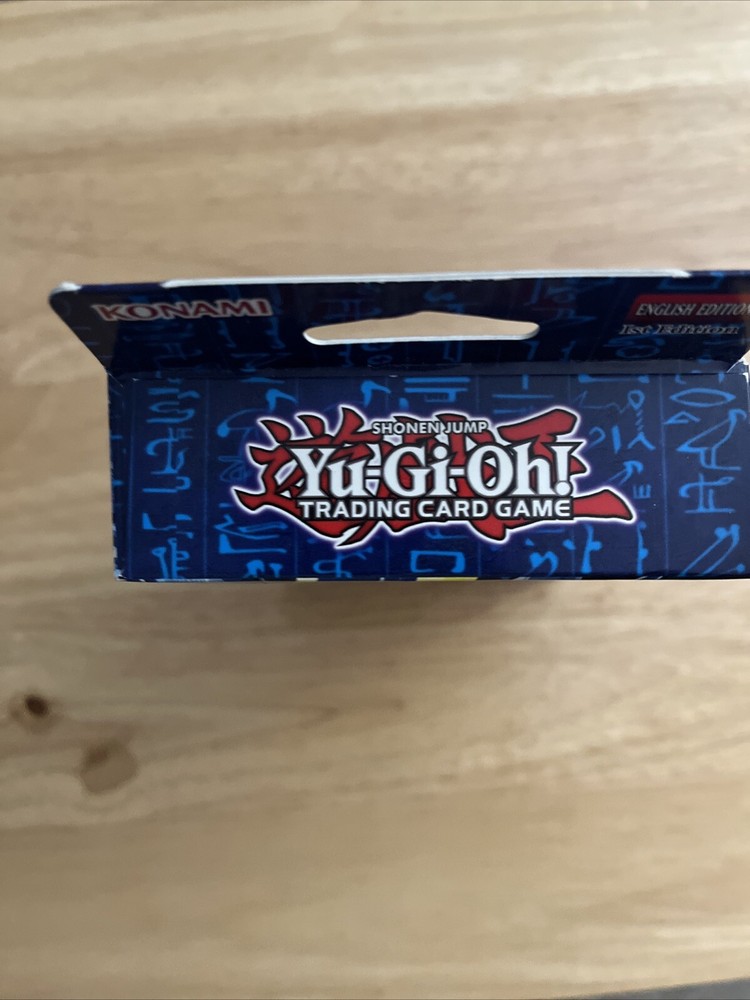 KONAMI
ENGLISH EDITION
1st Edition
SHONEN JUMP
Yu-Gi-Oh!
TRADING CARD GAME